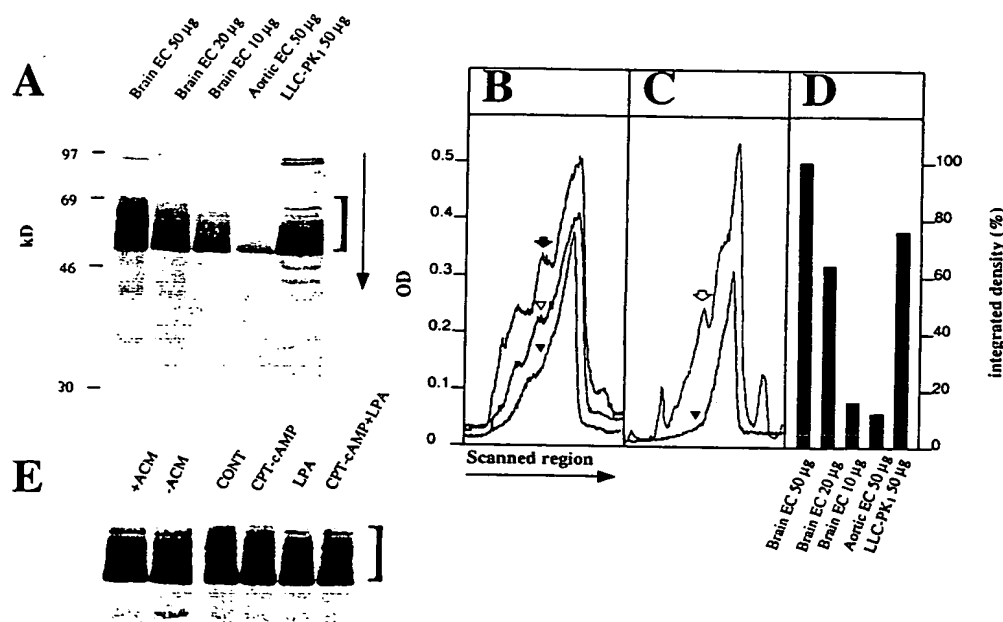 A
Brain EC 50 µg
Brain EC 20 µg
Brain EC 10 µg
Aortic EC 50 µg
LLC-PK1 50 µg
97
69
46
30
kD
B
C
D
0.5
0.4
0.3
0.2
0.1
0
OD
Scanned region
100
80
60
40
20
0
integrated density (%)
Brain EC 50 µg
Brain EC 20 µg
Brain EC 10 µg
Aortic EC 50 µg
LLC-PK1 50 µg
E
+ACM
-ACM
CONT
CPT-cAMP
LPA
CPT-cAMP+LPA